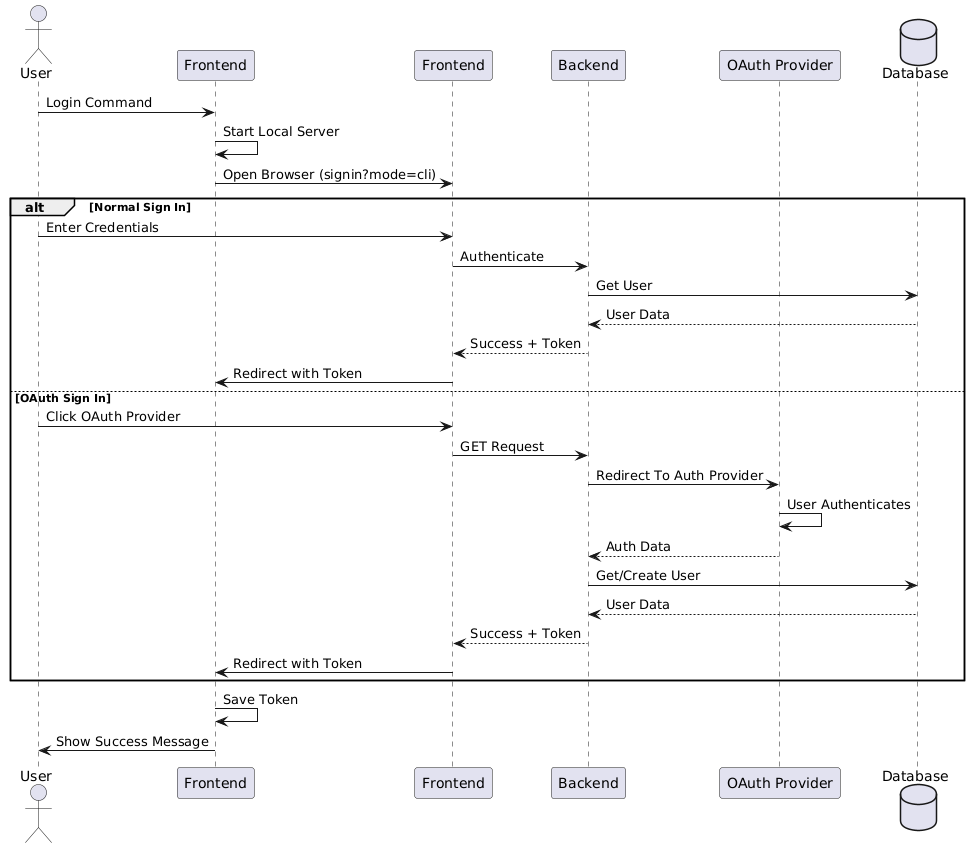 User
Frontend
Frontend
Backend
OAuth Provider
Database
Login Command
Start Local Server
Open Browser (signin?mode=cli)
alt
[Normal Sign In]
Enter Credentials
Authenticate
Get User
User Data
Success + Token
Redirect with Token
[OAuth Sign In]
Click OAuth Provider
GET Request
Redirect To Auth Provider
User Authenticates
Auth Data
Get/Create User
User Data
Success + Token
Redirect with Token
Save Token
Show Success Message
User
Frontend
Frontend
Backend
OAuth Provider
Database